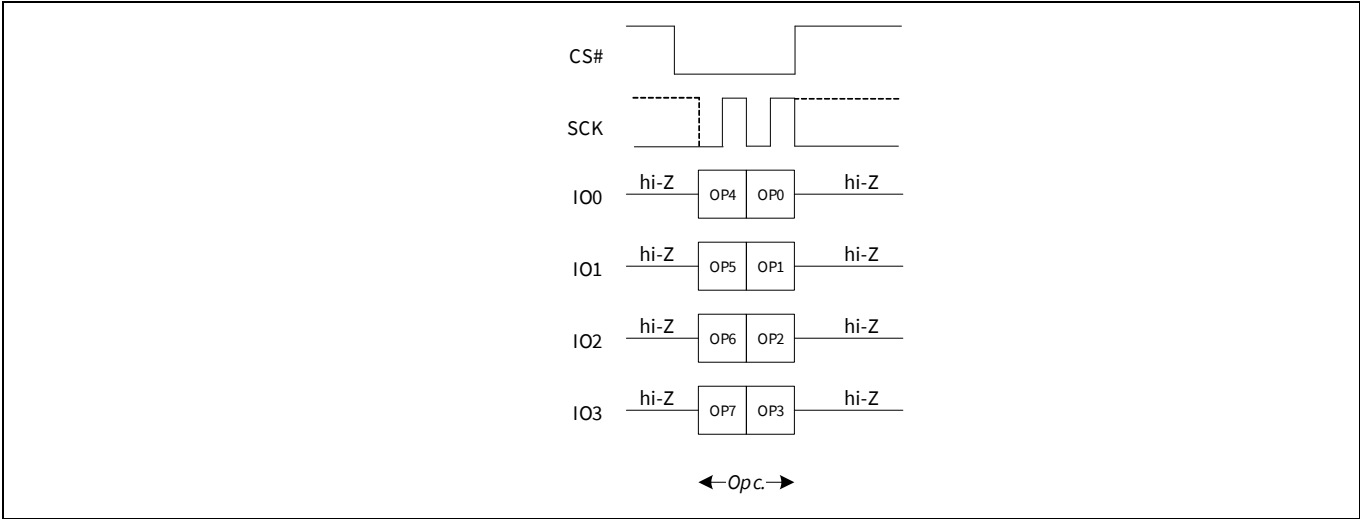 CS#
SCK
hi-Z hi-Z
IO0 OP4 OP0
hi-Z hi-Z
IO1 OP5 OP1
hi-Z hi-Z
IO2 OP6 OP2
hi-Z hi-Z
IO3 OP7 OP3
Opc.